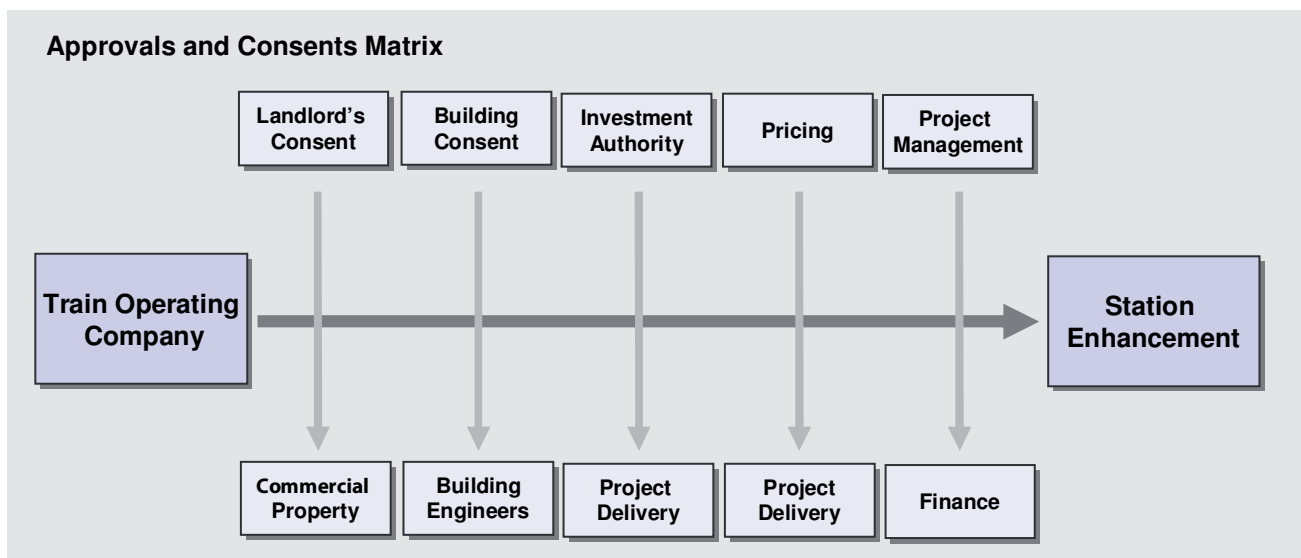 Approvals and Consents Matrix
Landlord's
Consent
Building
Consent
Investment
Authority
Pricing
Project
Management
Train Operating
Company
Station
Enhancement
Commercial
Property
Building
Engineers
Project
Delivery
Project
Delivery
Finance